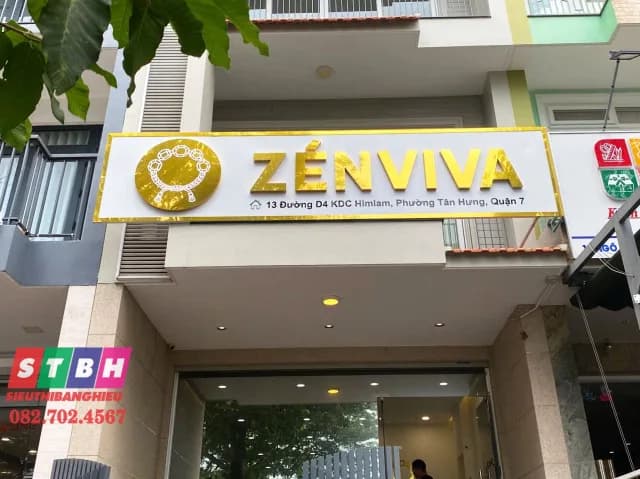 ZÉNVIVA
13 Đường D4 KDC Himlam, Phường Tân Hưng, Quận 7
STBH
SIEUTHIBANGHIEU
082.702.4567